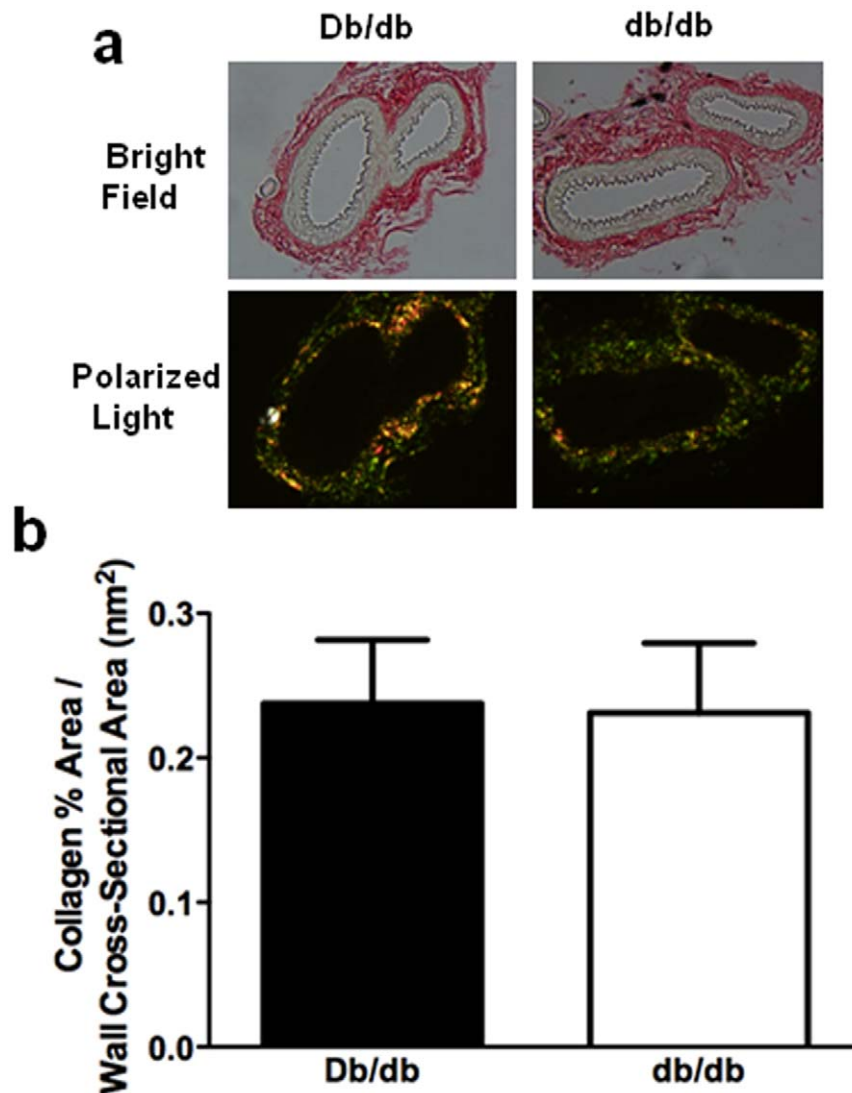 a
Db/db
db/db
Bright
Field
Polarized
Light
b
Collagen % Area /
Wall Cross-Sectional Area (nm²)
0.3
0.2
0.1
0.0
Db/db
db/db